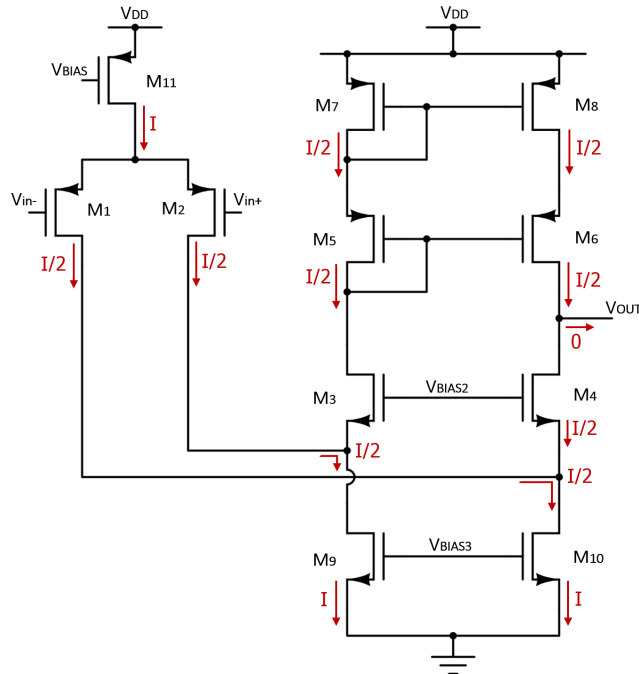 VDD
VDD
VBIAS
M11
I
M7
M8
I/2
I/2
Vin-
M1
M2
Vin+
I/2
I/2
M5
M6
I/2
I/2
VOUT
0
M3
VBIAS2
M4
I/2
I/2
I/2
M9
VBIAS3
M10
I
I